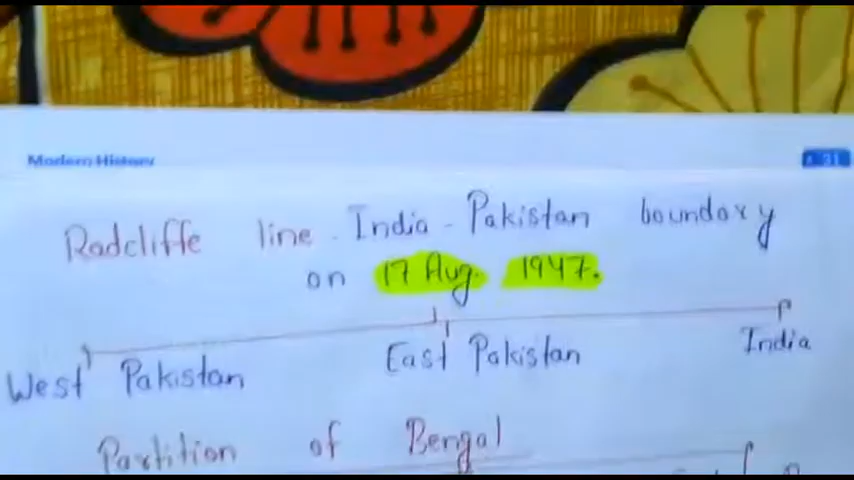 Modern History 31
Radcliffe line - India - Pakistan boundary
on 17 Aug. 1947.
West Pakistan East Pakistan India
Partition of Bengal